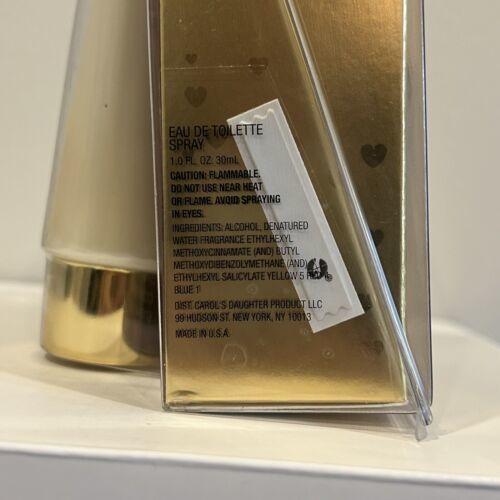 EAU DE TOILETTE
SPRAY
1.0 FL. OZ. 30mL
CAUTION: FLAMMABLE.
DO NOT USE NEAR HEAT
OR FLAME. AVOID SPRAYING
IN EYES.
INGREDIENTS: ALCOHOL, DENATURED
WATER FRAGRANCE ETHYLHEXYL
METHOXYCINNAMATE (AND) BUTYL
METHOXYDIBENZOLYMETHANE (AND)
ETHYLHEXYL SALICYLATE YELLOW 5
BLUE 1
DIST. CAROL'S DAUGHTER PRODUCT LLC
99 HUDSON ST. NEW YORK, NY 10013
MADE IN U.S.A.